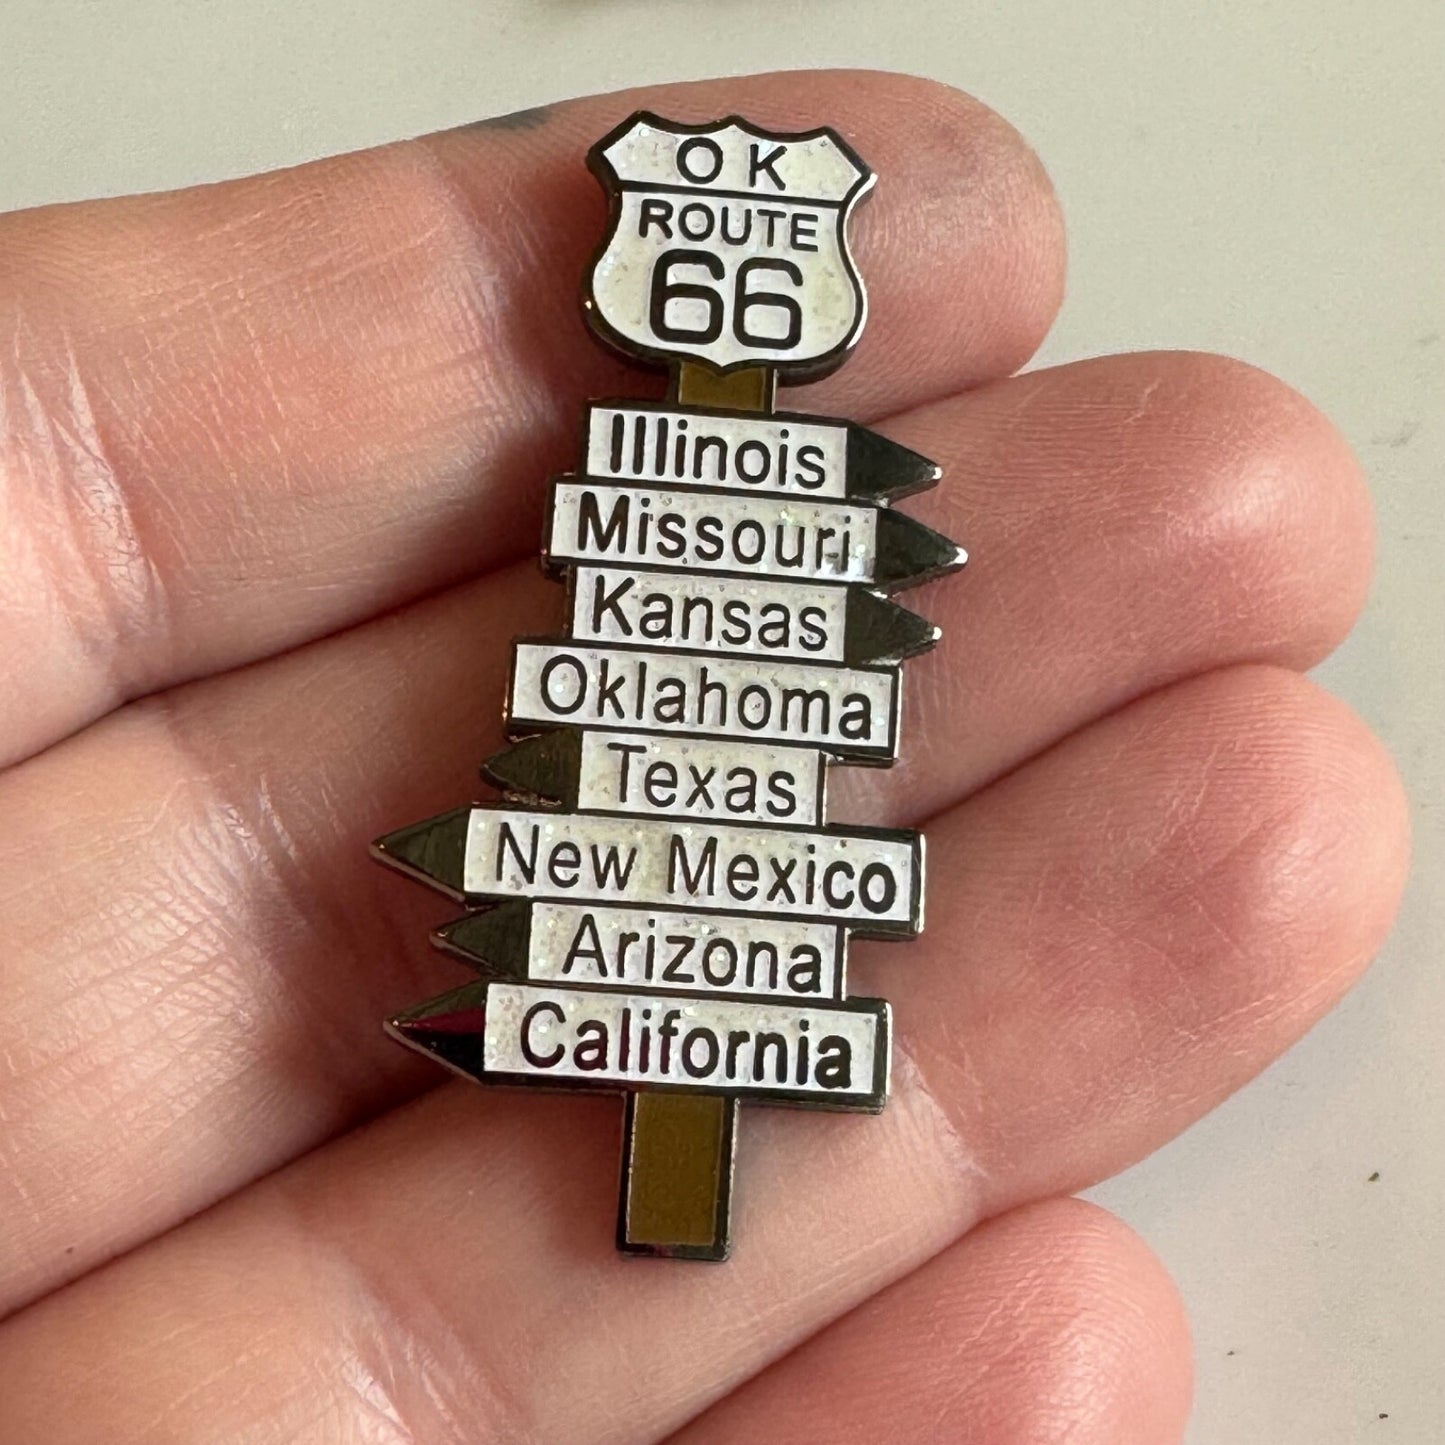 OK
ROUTE
66
Illinois
Missouri
Kansas
Oklahoma
Texas
New Mexico
Arizona
California